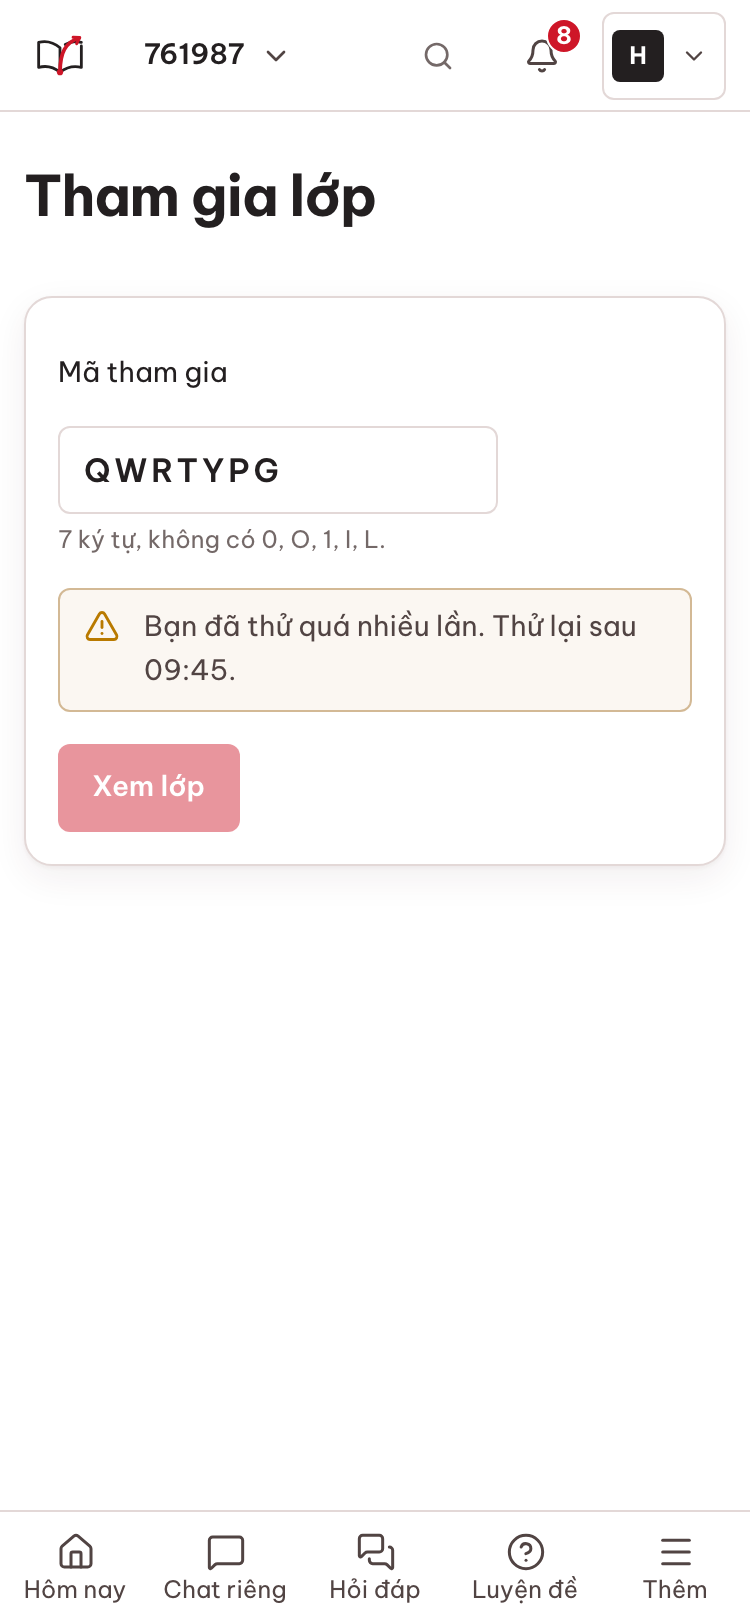 761987
8
H
Tham gia lớp
Mã tham gia
QWRTYPG
7 ký tự, không có 0, O, 1, I, L.
Bạn đã thử quá nhiều lần. Thử lại sau
09:45.
Xem lớp
Hôm nay
Chat riêng
Hỏi đáp
Luyện đề
Thêm